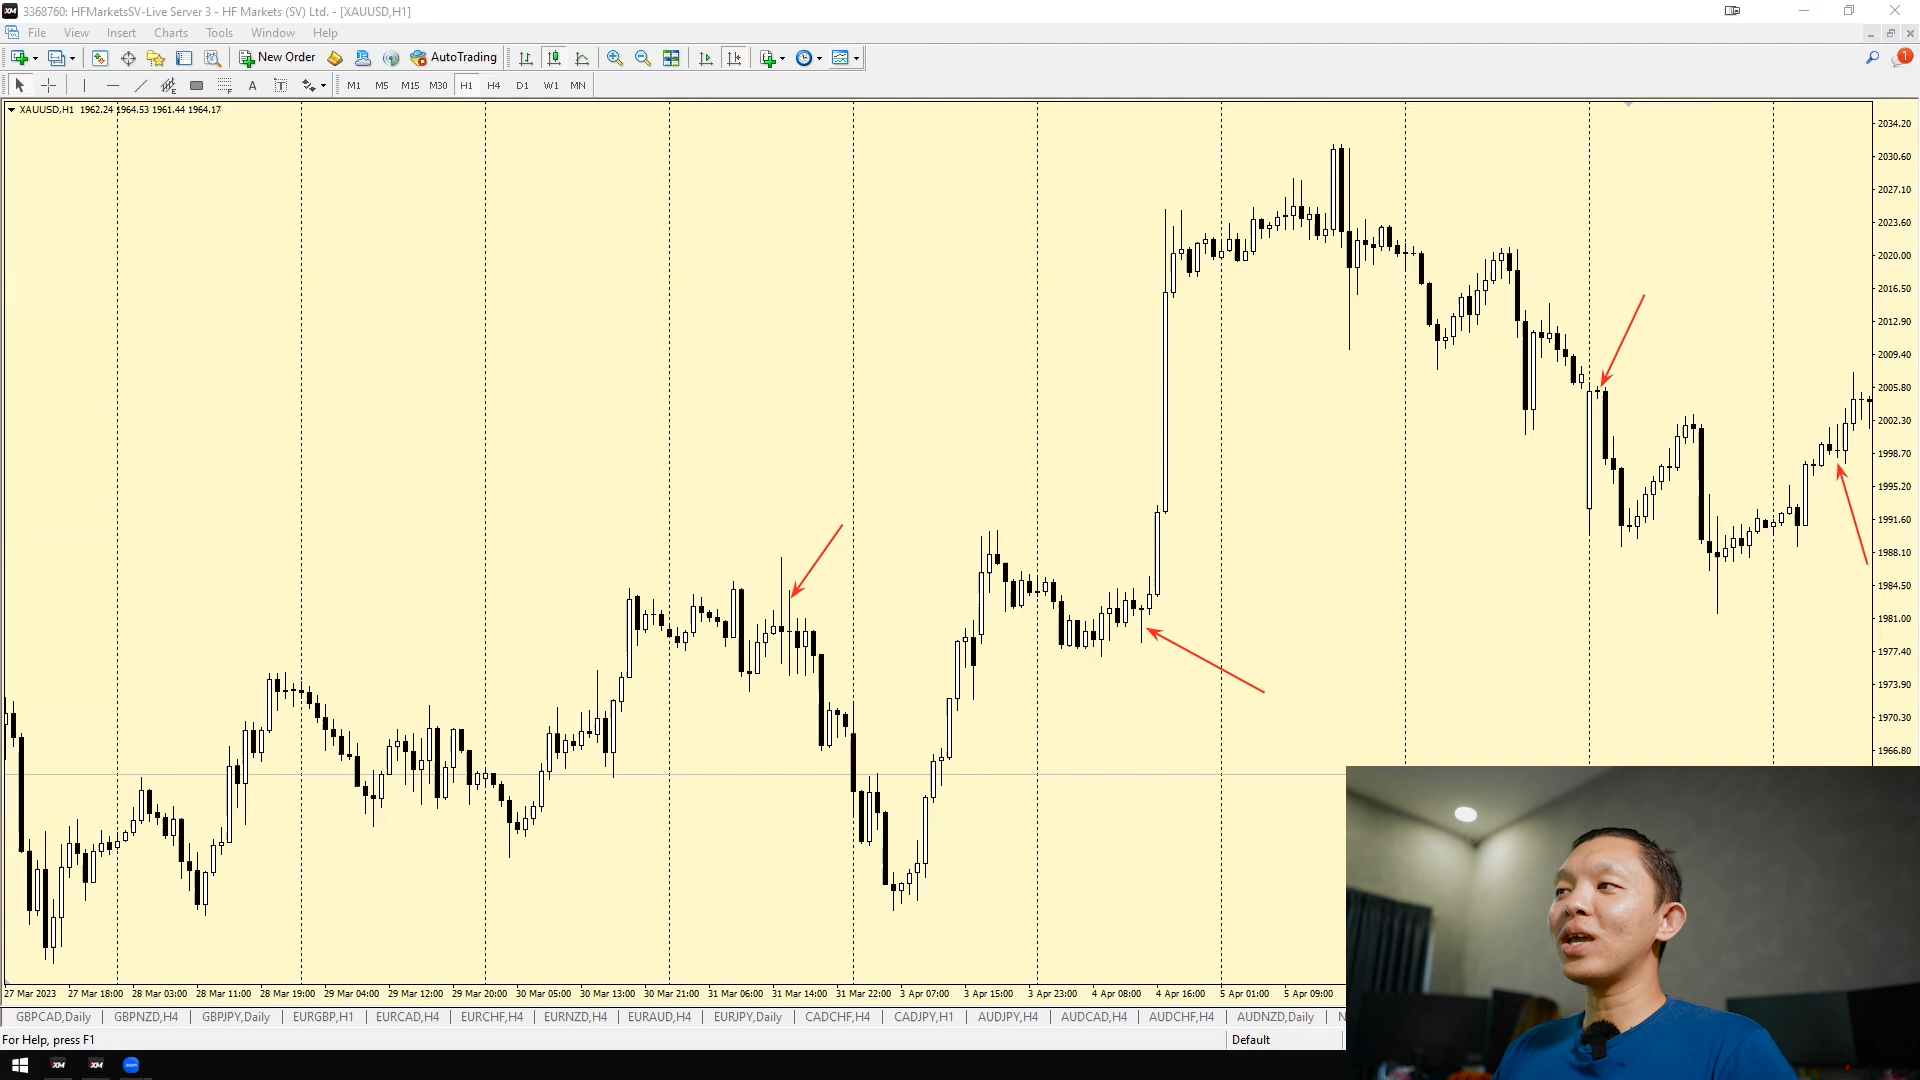 3368760: HFMarketsSV-Live Server 3 - HF Markets (SV) Ltd. - [XAUUSD,H1]
File View Insert Charts Tools Window Help
New Order AutoTrading 1
A T M1 M5 M15 M30 H1 H4 D1 W1 MN
XAUUSD,H1 1962.24 1964.53 1961.44 1964.17
2034.20
2030.60
2027.10
2023.60
2020.00
2016.50
2012.90
2009.40
2005.80
2002.30
1998.70
1995.20
1991.60
1988.10
1984.50
1981.00
1977.40
1973.90
1970.30
1966.80
27 Mar 2023 27 Mar 18:00 28 Mar 03:00 28 Mar 11:00 28 Mar 19:00 29 Mar 04:00 29 Mar 12:00 29 Mar 20:00 30 Mar 05:00 30 Mar 13:00 30 Mar 21:00 31 Mar 06:00 31 Mar 14:00 31 Mar 22:00 3 Apr 07:00 3 Apr 15:00 3 Apr 23:00 4 Apr 08:00 4 Apr 16:00 5 Apr 01:00 5 Apr 09:00
GBPCAD,Daily GBPNZD,H4 GBPJPY,Daily EURGBP,H1 EURCAD,H4 EURCHF,H4 EURNZD,H4 EURAUD,H4 EURJPY,Daily CADCHF,H4 CADJPY,H1 AUDJPY,H4 AUDCAD,H4 AUDCHF,H4 AUDNZD,Daily N
For Help, press F1 Default
XM XM zoom